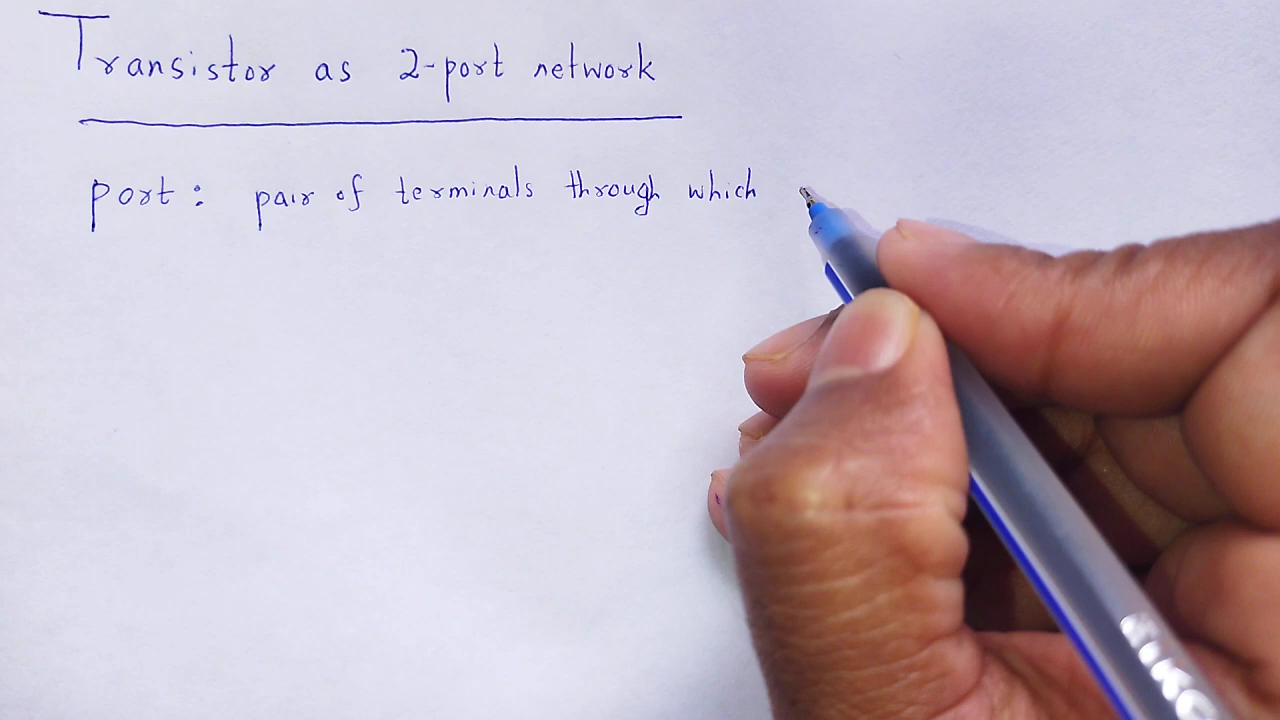 Transistor as 2-port network
port: pair of terminals through which